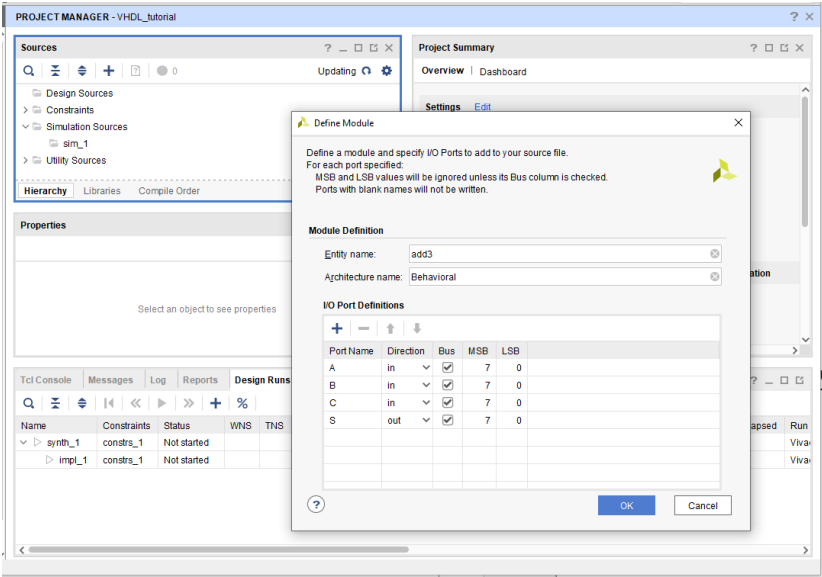 PROJECT MANAGER - VHDL_tutorial
Sources
0
Updating
Design Sources
Constraints
Simulation Sources
sim_1
Utility Sources
Hierarchy Libraries Compile Order
Properties
Select an object to see properties
Project Summary
Overview | Dashboard
Settings Edit
Define Module
Define a module and specify I/O Ports to add to your source file.
For each port specified:
MSB and LSB values will be ignored unless its Bus column is checked.
Ports with blank names will not be written.
Module Definition
Entity name: add3
Architecture name: Behavioral
I/O Port Definitions
Port Name Direction Bus MSB LSB
A in 7 0
B in 7 0
C in 7 0
S out 7 0
? OK Cancel
ation
Tcl Console Messages Log Reports Design Runs
Name Constraints Status WNS TNS apsed Run
synth_1 constrs_1 Not started Viva
impl_1 constrs_1 Not started Viva